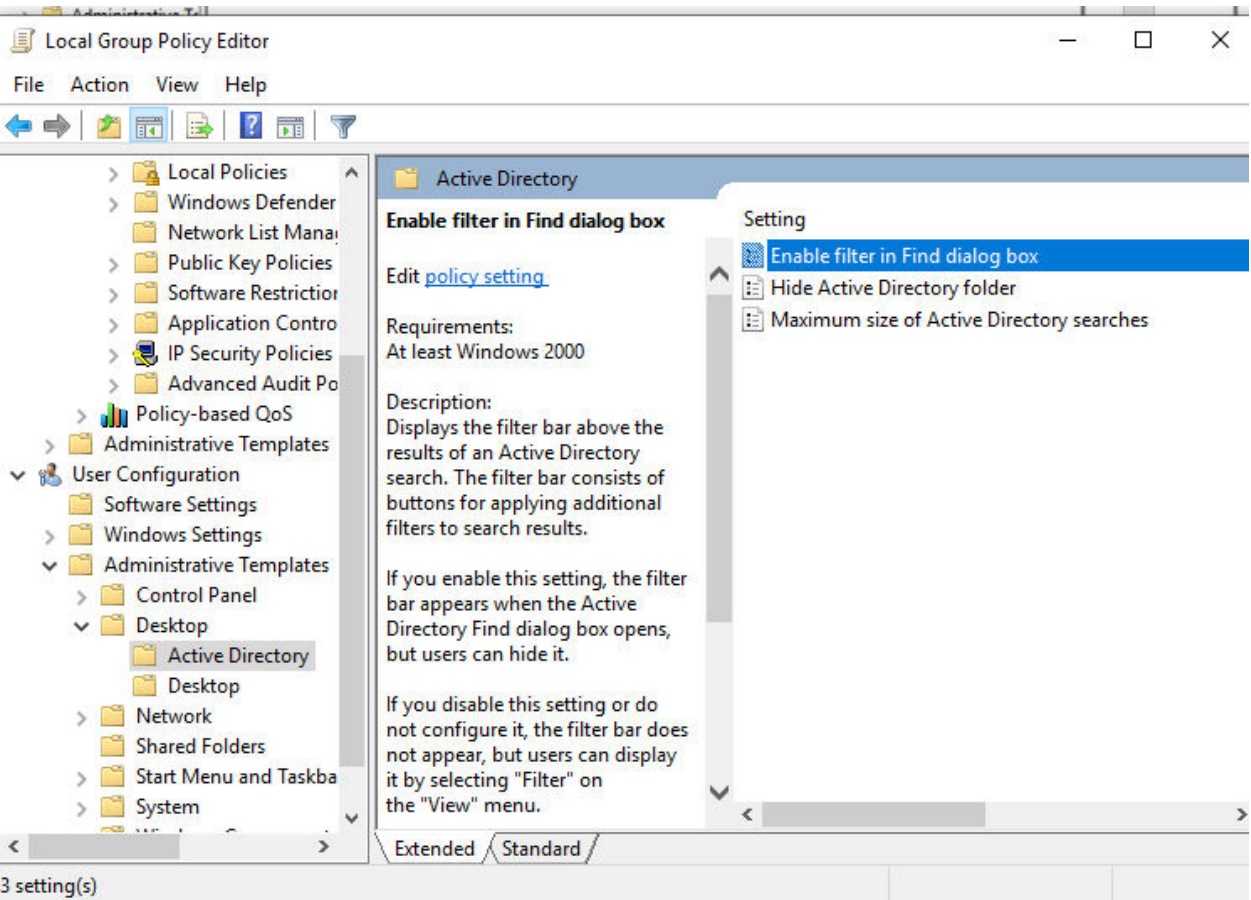 Administrative
Local Group Policy Editor
File Action View Help
Local Policies
Windows Defender
Network List Mana
Public Key Policies
Software Restriction
Application Contro
IP Security Policies
Advanced Audit Po
Policy-based QoS
Administrative Templates
User Configuration
Software Settings
Windows Settings
Administrative Templates
Control Panel
Desktop
Active Directory
Desktop
Network
Shared Folders
Start Menu and Taskba
System
Active Directory
Enable filter in Find dialog box
Edit policy setting
Requirements:
At least Windows 2000
Description:
Displays the filter bar above the
results of an Active Directory
search. The filter bar consists of
buttons for applying additional
filters to search results.
If you enable this setting, the filter
bar appears when the Active
Directory Find dialog box opens,
but users can hide it.
If you disable this setting or do
not configure it, the filter bar does
not appear, but users can display
it by selecting "Filter" on
the "View" menu.
Setting
Enable filter in Find dialog box
Hide Active Directory folder
Maximum size of Active Directory searches
Extended Standard
3 setting(s)